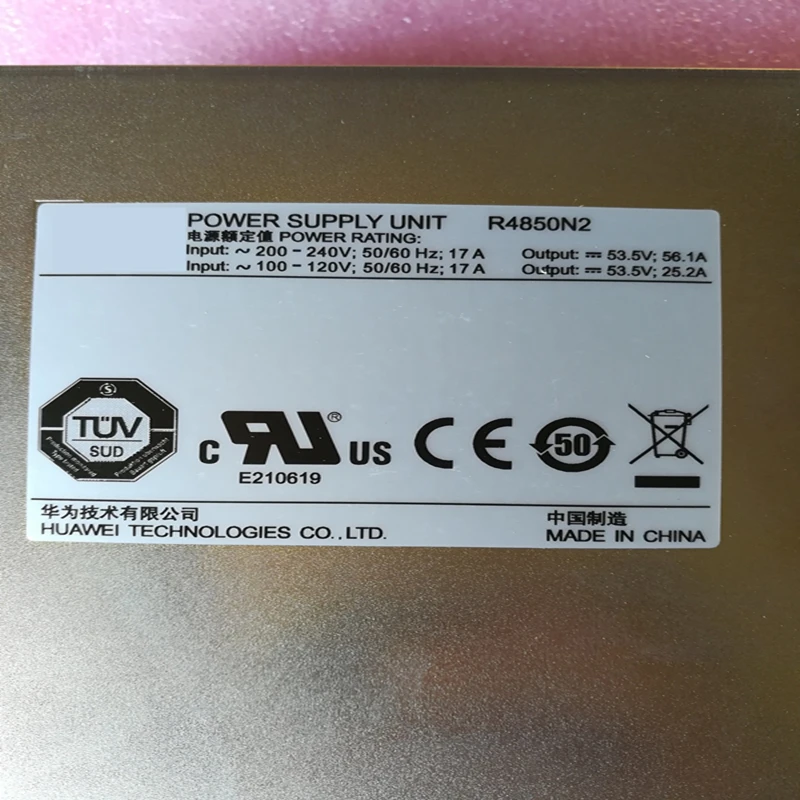 POWER SUPPLY UNIT R4850N2
电源额定值 POWER RATING:
Input: ~ 200 - 240V; 50/60 Hz; 17 A Output: ⎓ 53.5V; 56.1A
Input: ~ 100 - 120V; 50/60 Hz; 17 A Output: ⎓ 53.5V; 25.2A
S
TÜV
SUD
c RU ® US
E210619
CE
50
华为技术有限公司
HUAWEI TECHNOLOGIES CO.,LTD.
中国制造
MADE IN CHINA